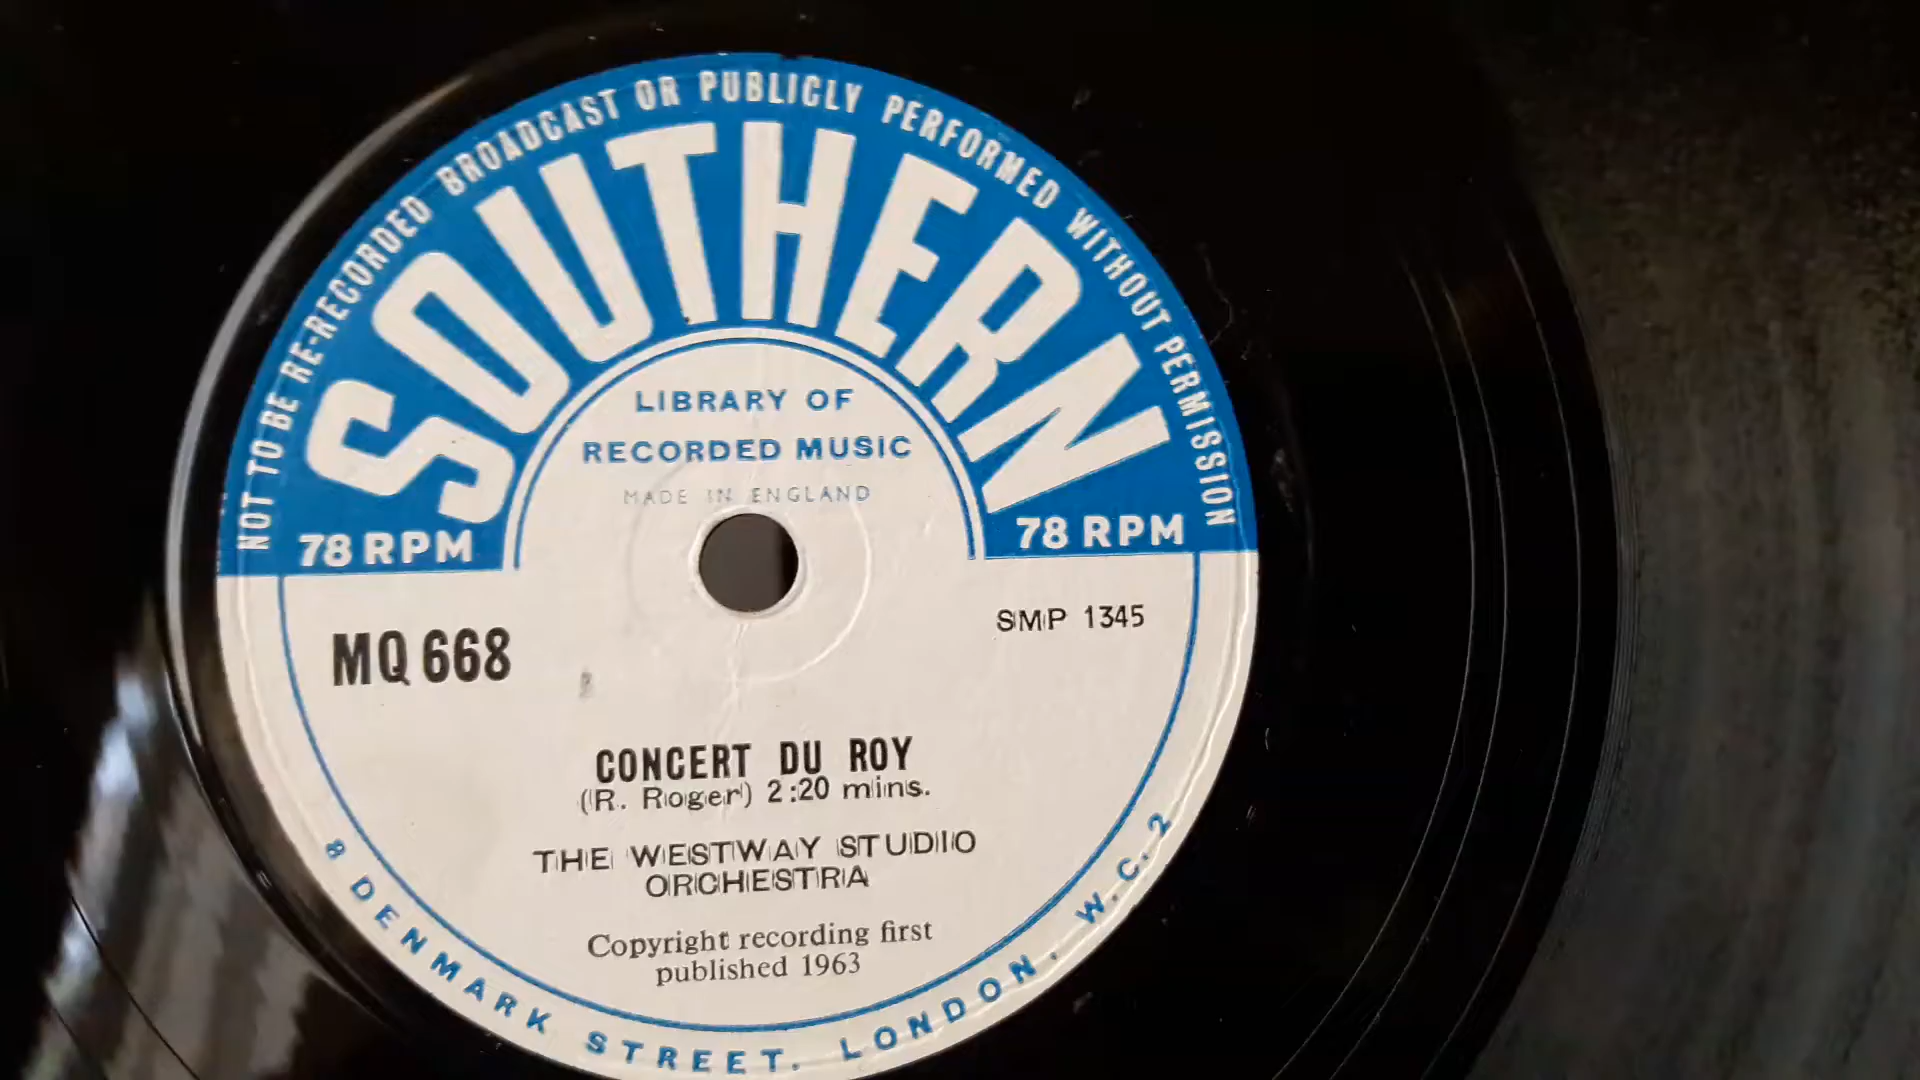 NOT TO BE RE-RECORDED BROADCAST OR PUBLICLY PERFORMED WITHOUT PERMISSION
SOUTHERN
LIBRARY OF
RECORDED MUSIC
MADE IN ENGLAND
78 RPM
78 RPM
MQ 668
SMP 1345
CONCERT DU ROY
(R. Roger) 2:20 mins.
THE WESTWAY STUDIO
ORCHESTRA
Copyright recording first
published 1963
8 DENMARK STREET. LONDON. W.C.2